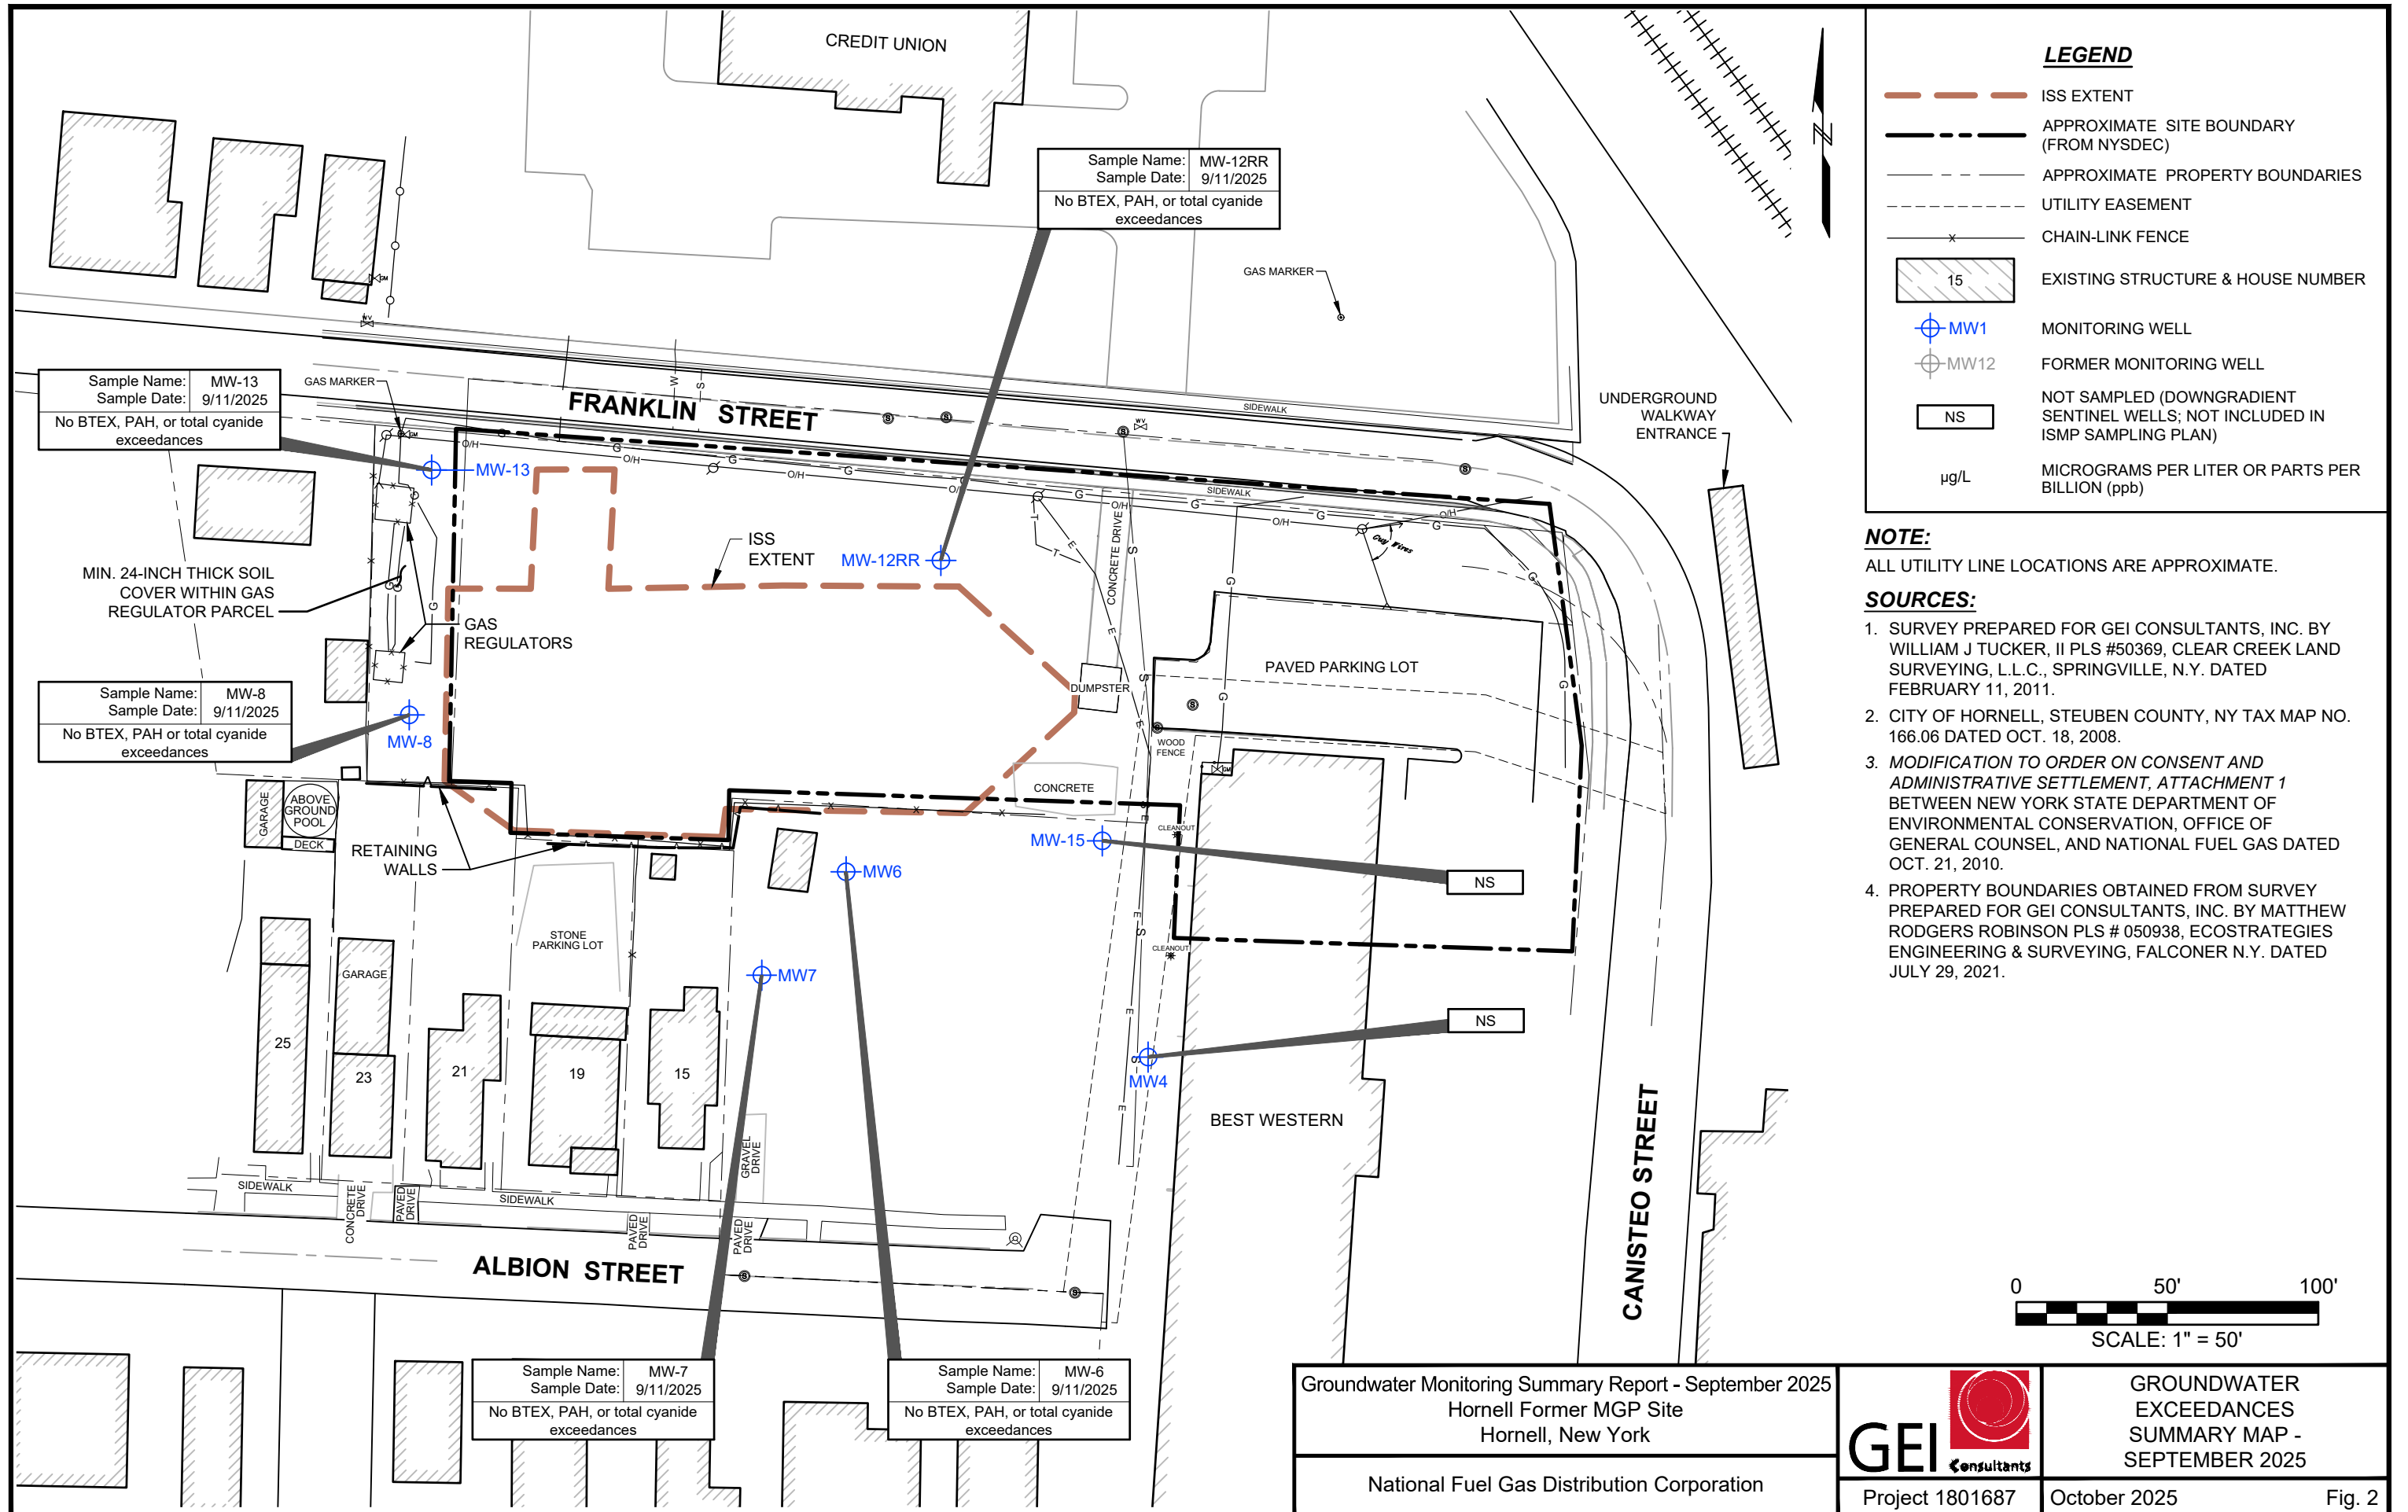 CREDIT UNION
Sample Name: MW-12RR
Sample Date: 9/11/2025
No BTEX, PAH, or total cyanide
exceedances
GAS MARKER
Sample Name: MW-13
Sample Date: 9/11/2025
No BTEX, PAH, or total cyanide
exceedances
GAS MARKER
FRANKLIN STREET
SIDEWALK
UNDERGROUND
WALKWAY
ENTRANCE
MW-13
SIDEWALK
ISS
EXTENT
MW-12RR
CONCRETE DRIVE
Guy Wires
MIN. 24-INCH THICK SOIL
COVER WITHIN GAS
REGULATOR PARCEL
GAS
REGULATORS
PAVED PARKING LOT
DUMPSTER
Sample Name: MW-8
Sample Date: 9/11/2025
No BTEX, PAH or total cyanide
exceedances
MW-8
WOOD
FENCE
CONCRETE
GARAGE
ABOVE
GROUND
POOL
DECK
RETAINING
WALLS
MW-15
CLEANOUT
MW6
NS
STONE
PARKING LOT
CLEANOUT
GARAGE
MW7
NS
MW4
25
23
21
19
15
BEST WESTERN
GRAVEL
DRIVE
SIDEWALK
SIDEWALK
CONCRETE
DRIVE
PAVED
DRIVE
PAVED
DRIVE
PAVED
DRIVE
ALBION STREET
CANISTEO STREET
Sample Name: MW-7
Sample Date: 9/11/2025
No BTEX, PAH, or total cyanide
exceedances
Sample Name: MW-6
Sample Date: 9/11/2025
No BTEX, PAH, or total cyanide
exceedances
LEGEND
ISS EXTENT
APPROXIMATE SITE BOUNDARY
(FROM NYSDEC)
APPROXIMATE PROPERTY BOUNDARIES
UTILITY EASEMENT
x CHAIN-LINK FENCE
15 EXISTING STRUCTURE & HOUSE NUMBER
MW1 MONITORING WELL
MW12 FORMER MONITORING WELL
NS NOT SAMPLED (DOWNGRADIENT
SENTINEL WELLS; NOT INCLUDED IN
ISMP SAMPLING PLAN)
µg/L MICROGRAMS PER LITER OR PARTS PER
BILLION (ppb)
N
NOTE:
ALL UTILITY LINE LOCATIONS ARE APPROXIMATE.
SOURCES:
1. SURVEY PREPARED FOR GEI CONSULTANTS, INC. BY
WILLIAM J TUCKER, II PLS #50369, CLEAR CREEK LAND
SURVEYING, L.L.C., SPRINGVILLE, N.Y. DATED
FEBRUARY 11, 2011.
2. CITY OF HORNELL, STEUBEN COUNTY, NY TAX MAP NO.
166.06 DATED OCT. 18, 2008.
3. MODIFICATION TO ORDER ON CONSENT AND
ADMINISTRATIVE SETTLEMENT, ATTACHMENT 1
BETWEEN NEW YORK STATE DEPARTMENT OF
ENVIRONMENTAL CONSERVATION, OFFICE OF
GENERAL COUNSEL, AND NATIONAL FUEL GAS DATED
OCT. 21, 2010.
4. PROPERTY BOUNDARIES OBTAINED FROM SURVEY
PREPARED FOR GEI CONSULTANTS, INC. BY MATTHEW
RODGERS ROBINSON PLS # 050938, ECOSTRATEGIES
ENGINEERING & SURVEYING, FALCONER N.Y. DATED
JULY 29, 2021.
0 50' 100'
SCALE: 1" = 50'
Groundwater Monitoring Summary Report - September 2025
Hornell Former MGP Site
Hornell, New York
National Fuel Gas Distribution Corporation
GEI Consultants
Project 1801687
GROUNDWATER
EXCEEDANCES
SUMMARY MAP -
SEPTEMBER 2025
October 2025 Fig. 2